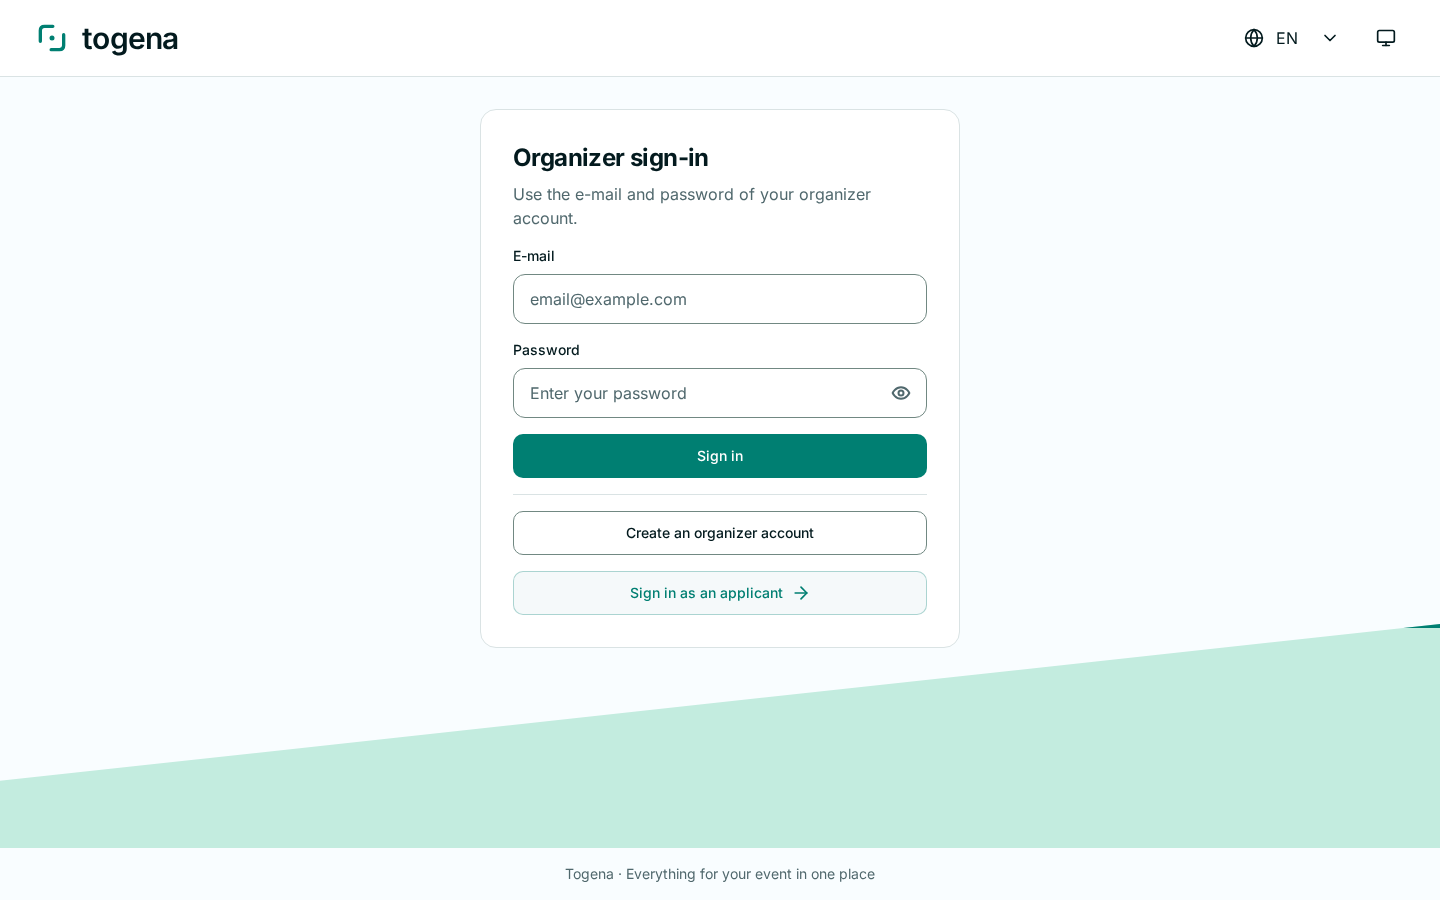 togena
EN
Organizer sign-in
Use the e-mail and password of your organizer
account.
E-mail
email@example.com
Password
Enter your password
Sign in
Create an organizer account
Sign in as an applicant
Togena · Everything for your event in one place